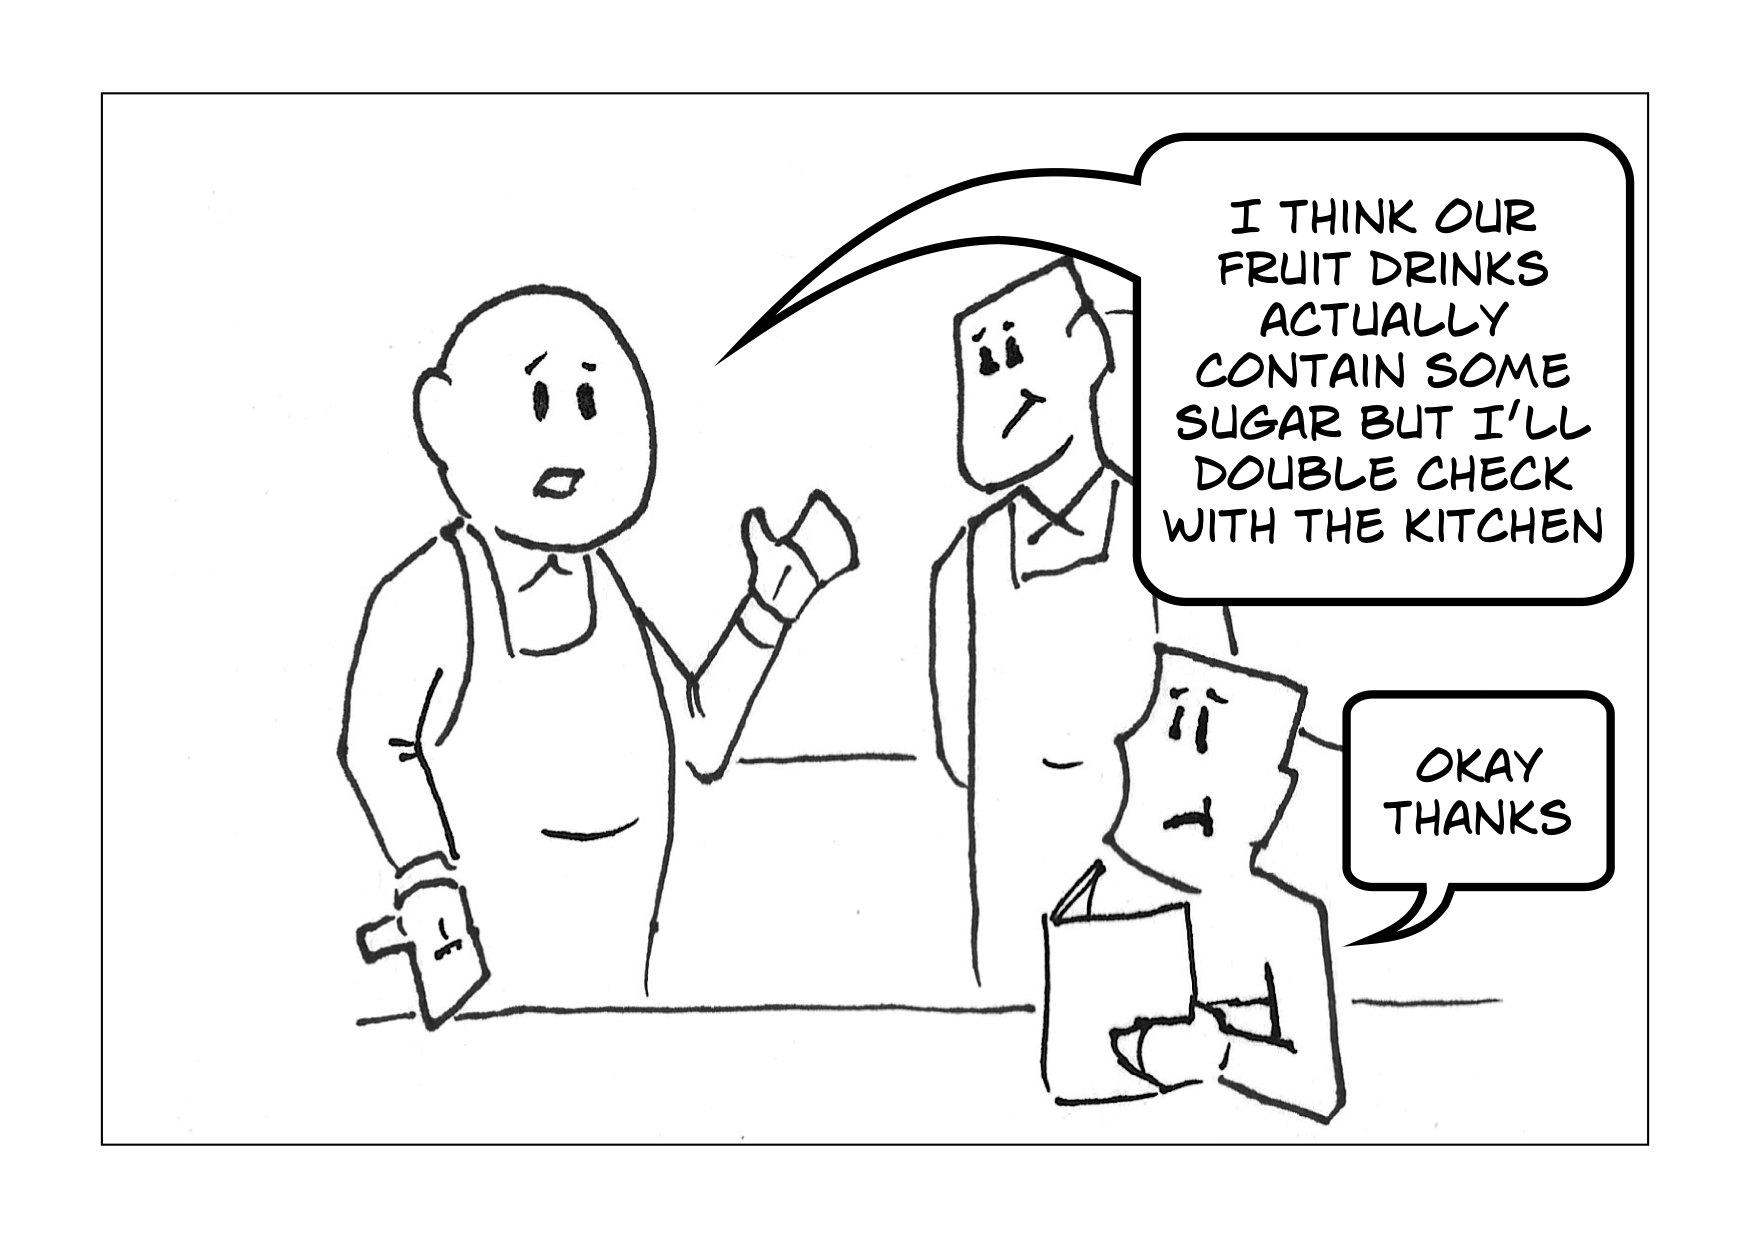 I THINK OUR
FRUIT DRINKS
ACTUALLY
CONTAIN SOME
SUGAR BUT I'LL
DOUBLE CHECK
WITH THE KITCHEN
OKAY
THANKS